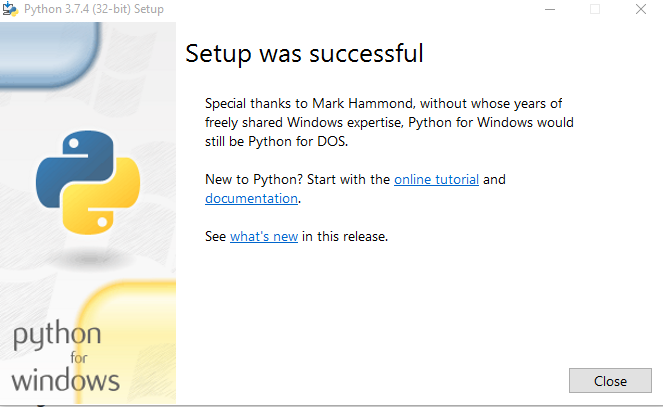 Python 3.7.4 (32-bit) Setup
Setup was successful
Special thanks to Mark Hammond, without whose years of
freely shared Windows expertise, Python for Windows would
still be Python for DOS.
New to Python? Start with the online tutorial and
documentation.
See what's new in this release.
python
for
windows
Close